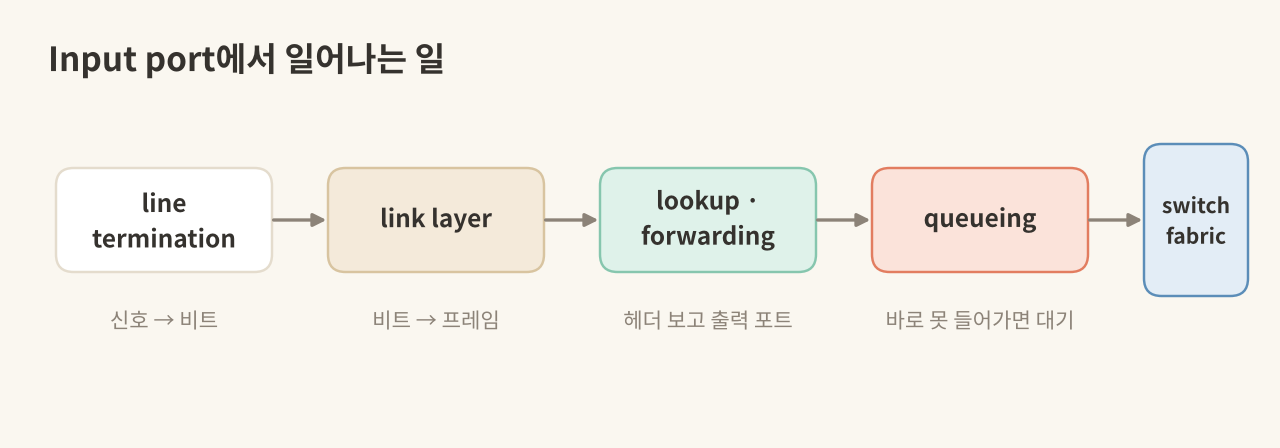 Input port에서 일어나는 일
line
termination
link layer
lookup ·
forwarding
queueing
switch
fabric
신호 → 비트
비트 → 프레임
헤더 보고 출력 포트
바로 못 들어가면 대기